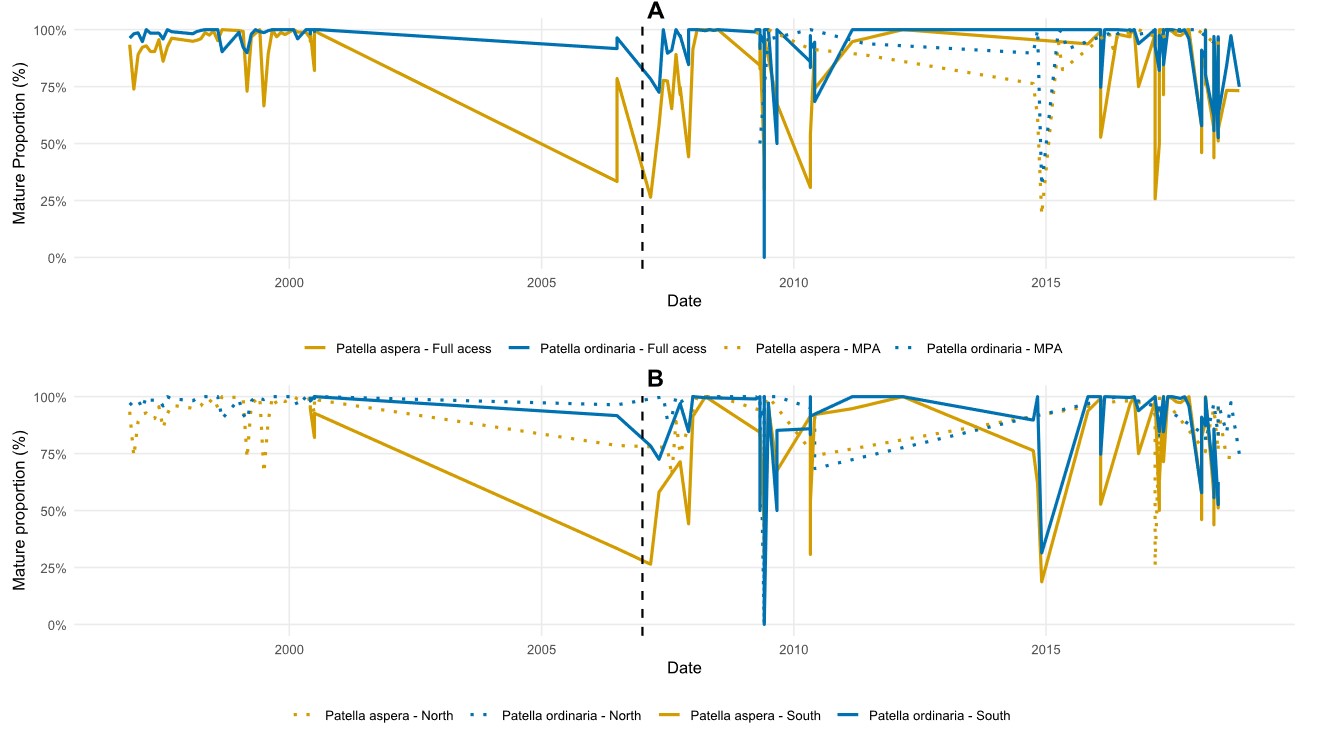 A
Mature Proportion (%)
100%
75%
50%
25%
0%
2000 2005 2010 2015
Date
Patella aspera - Full acess Patella ordinaria - Full acess Patella aspera - MPA Patella ordinaria - MPA
B
Mature proportion (%)
100%
75%
50%
25%
0%
2000 2005 2010 2015
Date
Patella aspera - North Patella ordinaria - North Patella aspera - South Patella ordinaria - South